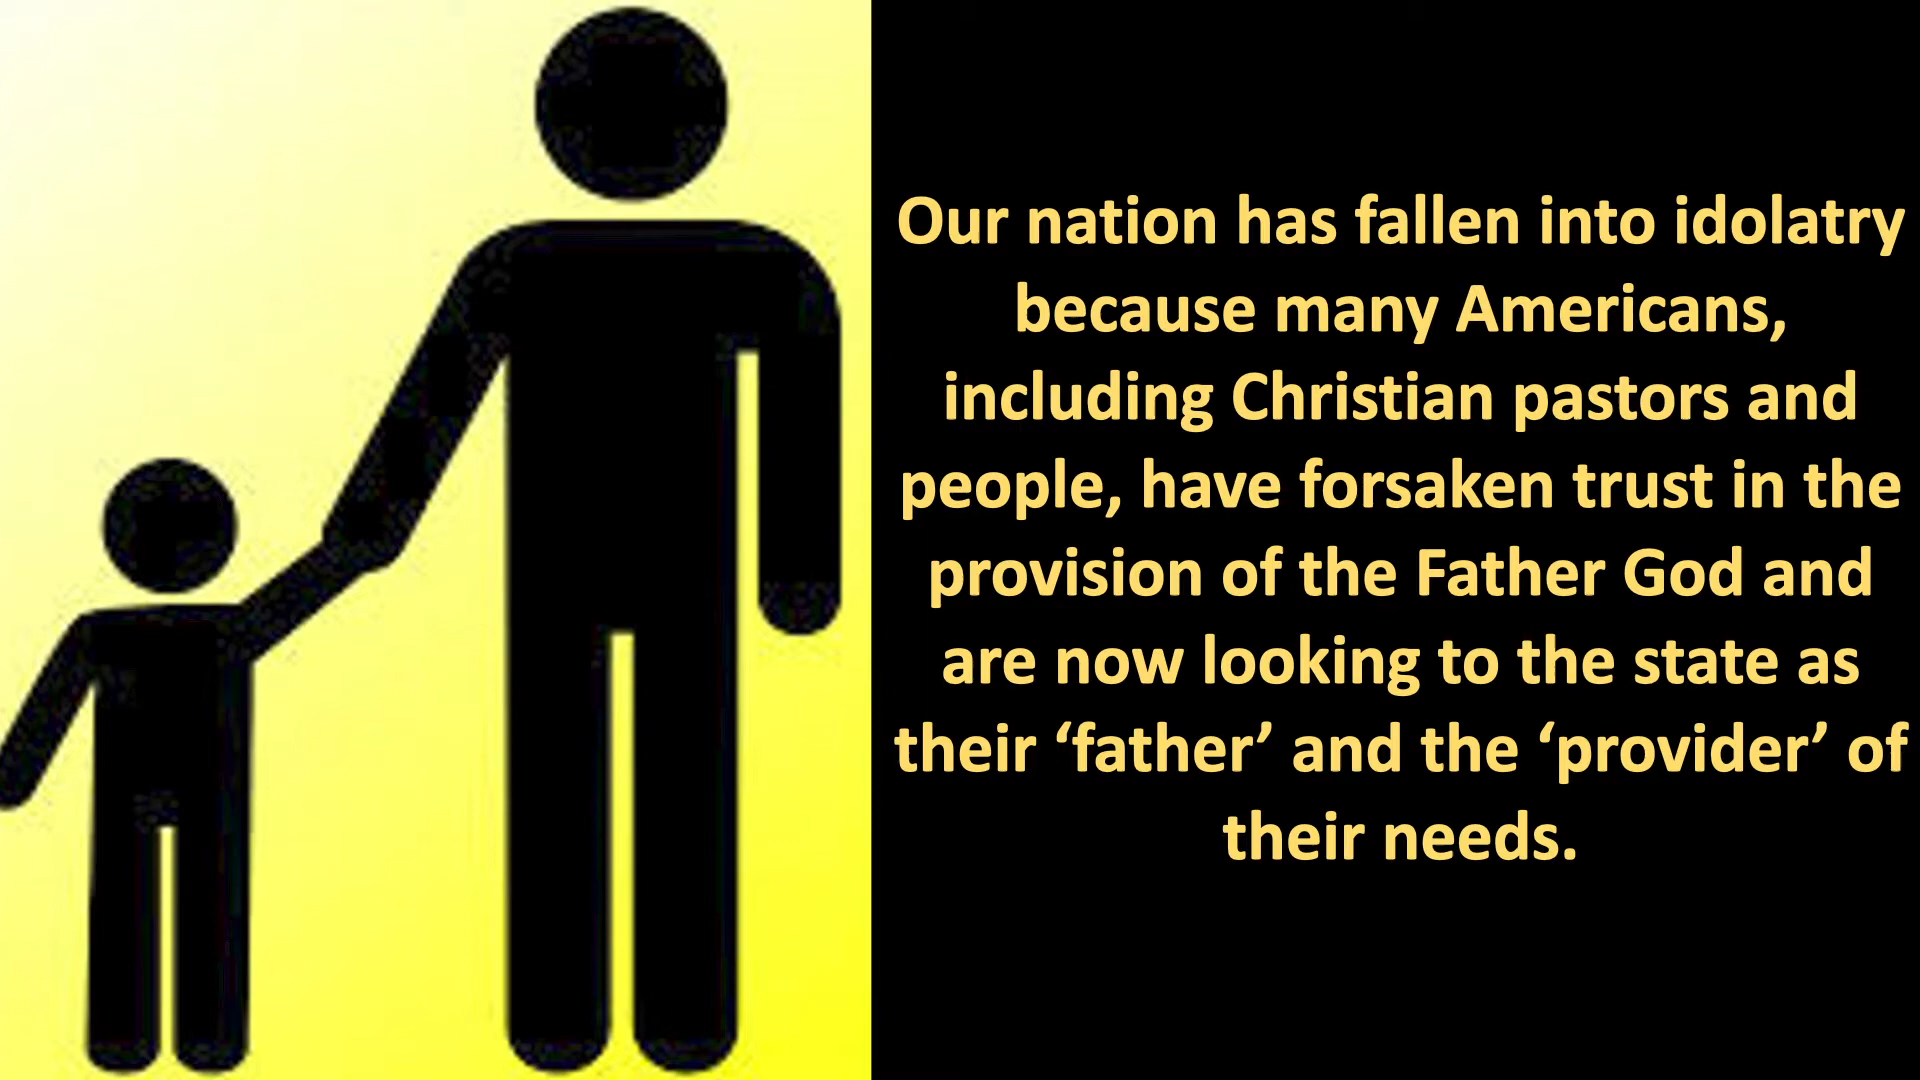 Our nation has fallen into idolatry
because many Americans,
including Christian pastors and
people, have forsaken trust in the
provision of the Father God and
are now looking to the state as
their ‘father’ and the ‘provider’ of
their needs.